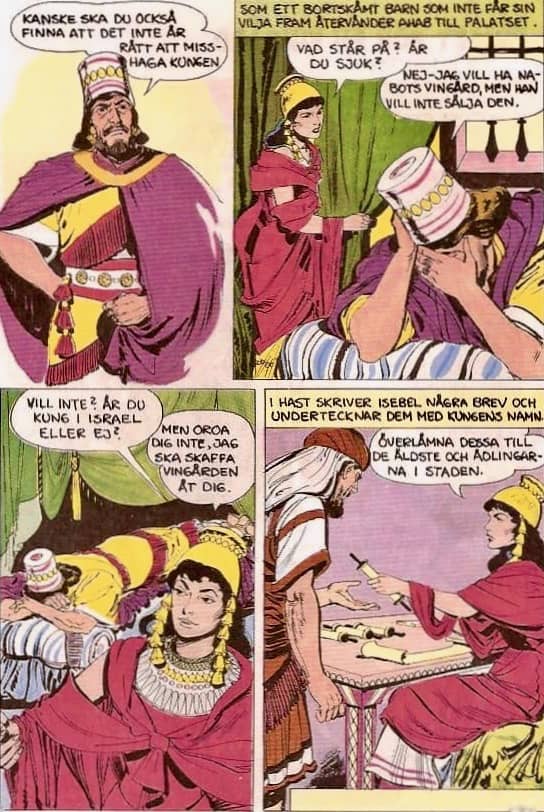 KANSKE SKA DU OCKSÅ
FINNA ATT DET INTE ÄR
RÄTT ATT MISS-
HAGA KUNGEN
SOM ETT BORTSKÄMT BARN SOM INTE FÅR SIN
VILJA FRAM ÅTERVÄNDER AHAB TILL PALATSET.
VAD STÅR PÅ? ÄR
DU SJUK?
NEJ-JAG VILL HA NA-
BOTS VINGÅRD, MEN HAN
VILL INTE SÄLJA DEN.
VILL INTE? ÄR DU
KUNG I ISRAEL
ELLER EJ?
MEN OROA
DIG INTE, JAG
SKA SKAFFA
VINGÅRDEN
ÅT DIG.
I HAST SKRIVER ISEBEL NÅGRA BREV OCH
UNDERTECKNAR DEM MED KUNGENS NAMN.
ÖVERLÄMNA DESSA TILL
DE ÄLDSTE OCH ÄDLINGAR-
NA I STADEN.